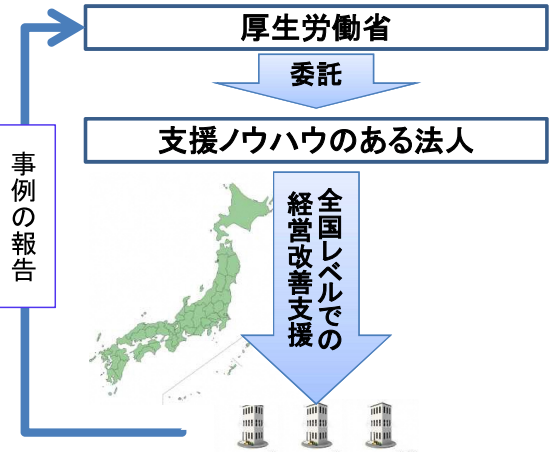 厚生労働省
委託
支援ノウハウのある法人
事例の報告
全国レベルでの
経営改善支援